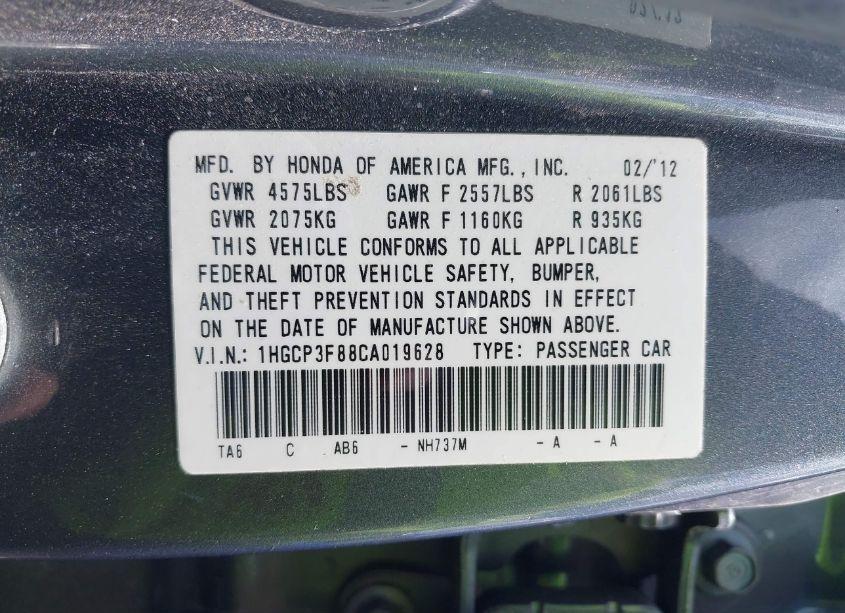 MFD. BY HONDA OF AMERICA MFG., INC. 02/'12
GVWR 4575LBS GAWR F 2557LBS R 2061LBS
GVWR 2075KG GAWR F 1160KG R 935KG
THIS VEHICLE CONFORMS TO ALL APPLICABLE
FEDERAL MOTOR VEHICLE SAFETY, BUMPER,
AND THEFT PREVENTION STANDARDS IN EFFECT
ON THE DATE OF MANUFACTURE SHOWN ABOVE.
V.I.N.: 1HGCP3F88CA019628 TYPE: PASSENGER CAR
TA6 C AB6 - NH737M - A - A